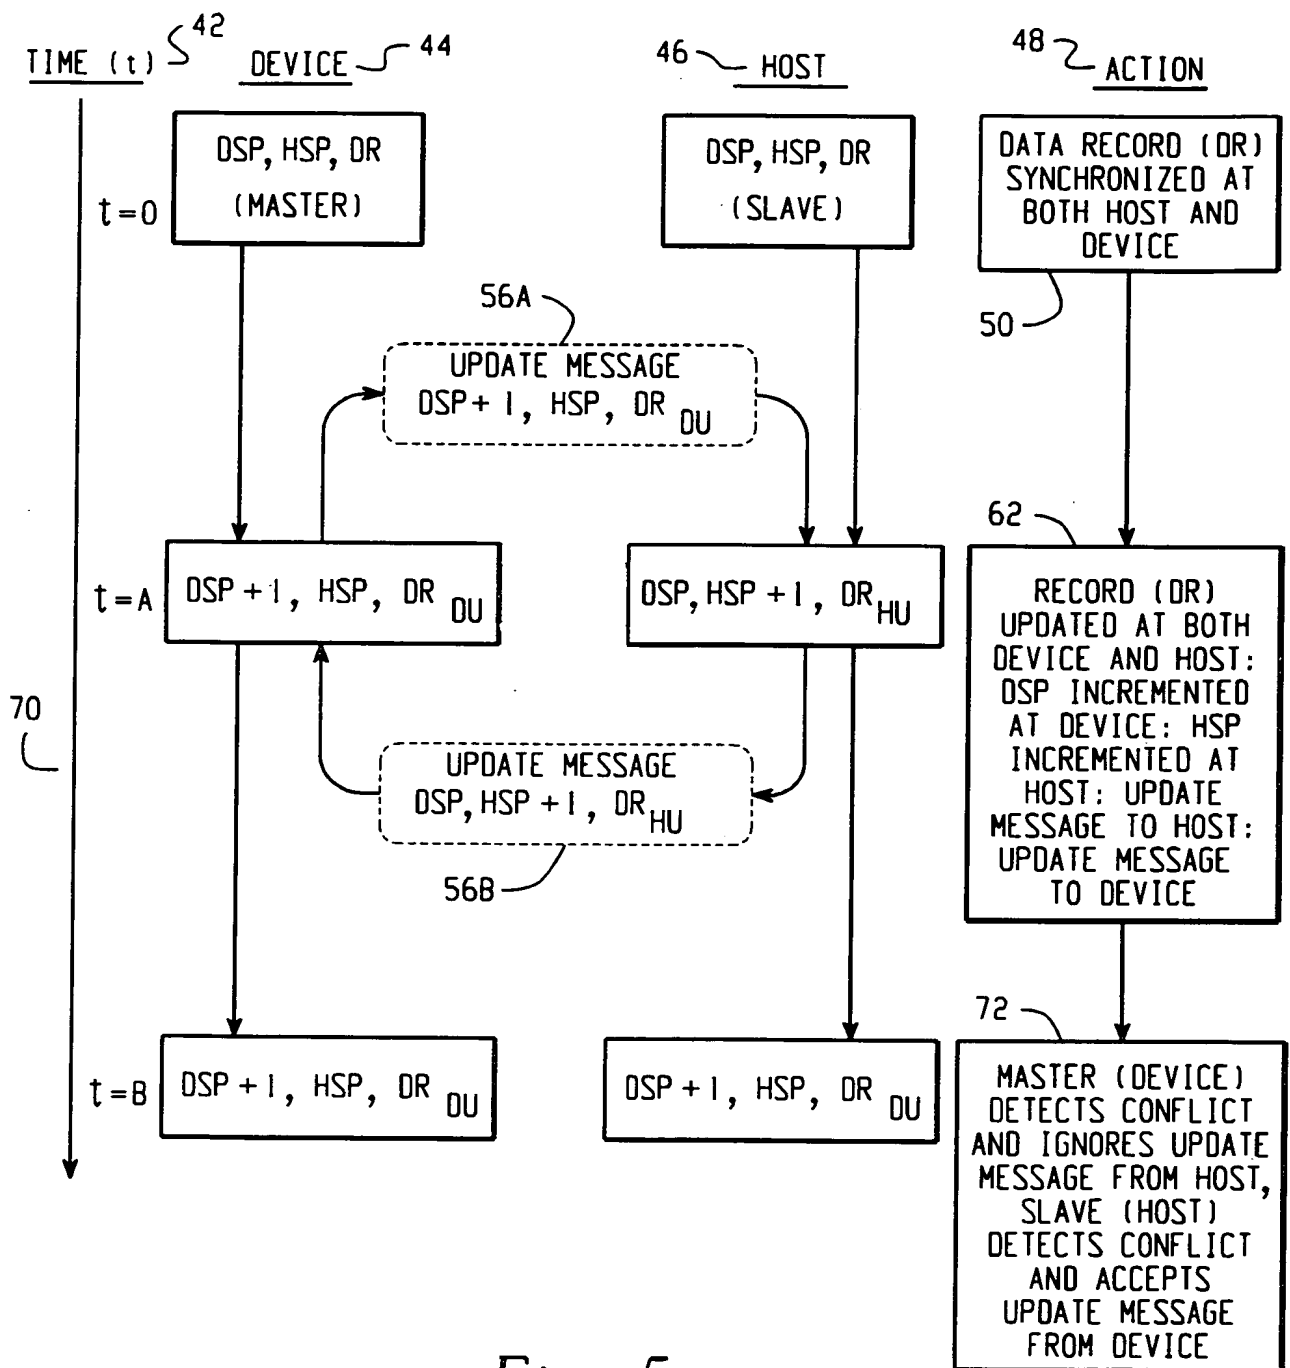 TIME (t) 42
DEVICE 44
46 HOST
48 ACTION
DSP, HSP, DR
(MASTER)
t=0
DSP, HSP, DR
(SLAVE)
DATA RECORD (DR)
SYNCHRONIZED AT
BOTH HOST AND
DEVICE
50
56A
UPDATE MESSAGE
DSP+1, HSP, DR DU
62
t=A
DSP+1, HSP, DR DU
DSP, HSP+1, DR HU
RECORD (DR)
UPDATED AT BOTH
DEVICE AND HOST:
DSP INCREMENTED
AT DEVICE: HSP
INCREMENTED AT
HOST: UPDATE
MESSAGE TO HOST:
UPDATE MESSAGE
TO DEVICE
70
UPDATE MESSAGE
DSP, HSP+1, DR HU
56B
72
t=B
DSP+1, HSP, DR DU
DSP+1, HSP, DR DU
MASTER (DEVICE)
DETECTS CONFLICT
AND IGNORES UPDATE
MESSAGE FROM HOST,
SLAVE (HOST)
DETECTS CONFLICT
AND ACCEPTS
UPDATE MESSAGE
FROM DEVICE